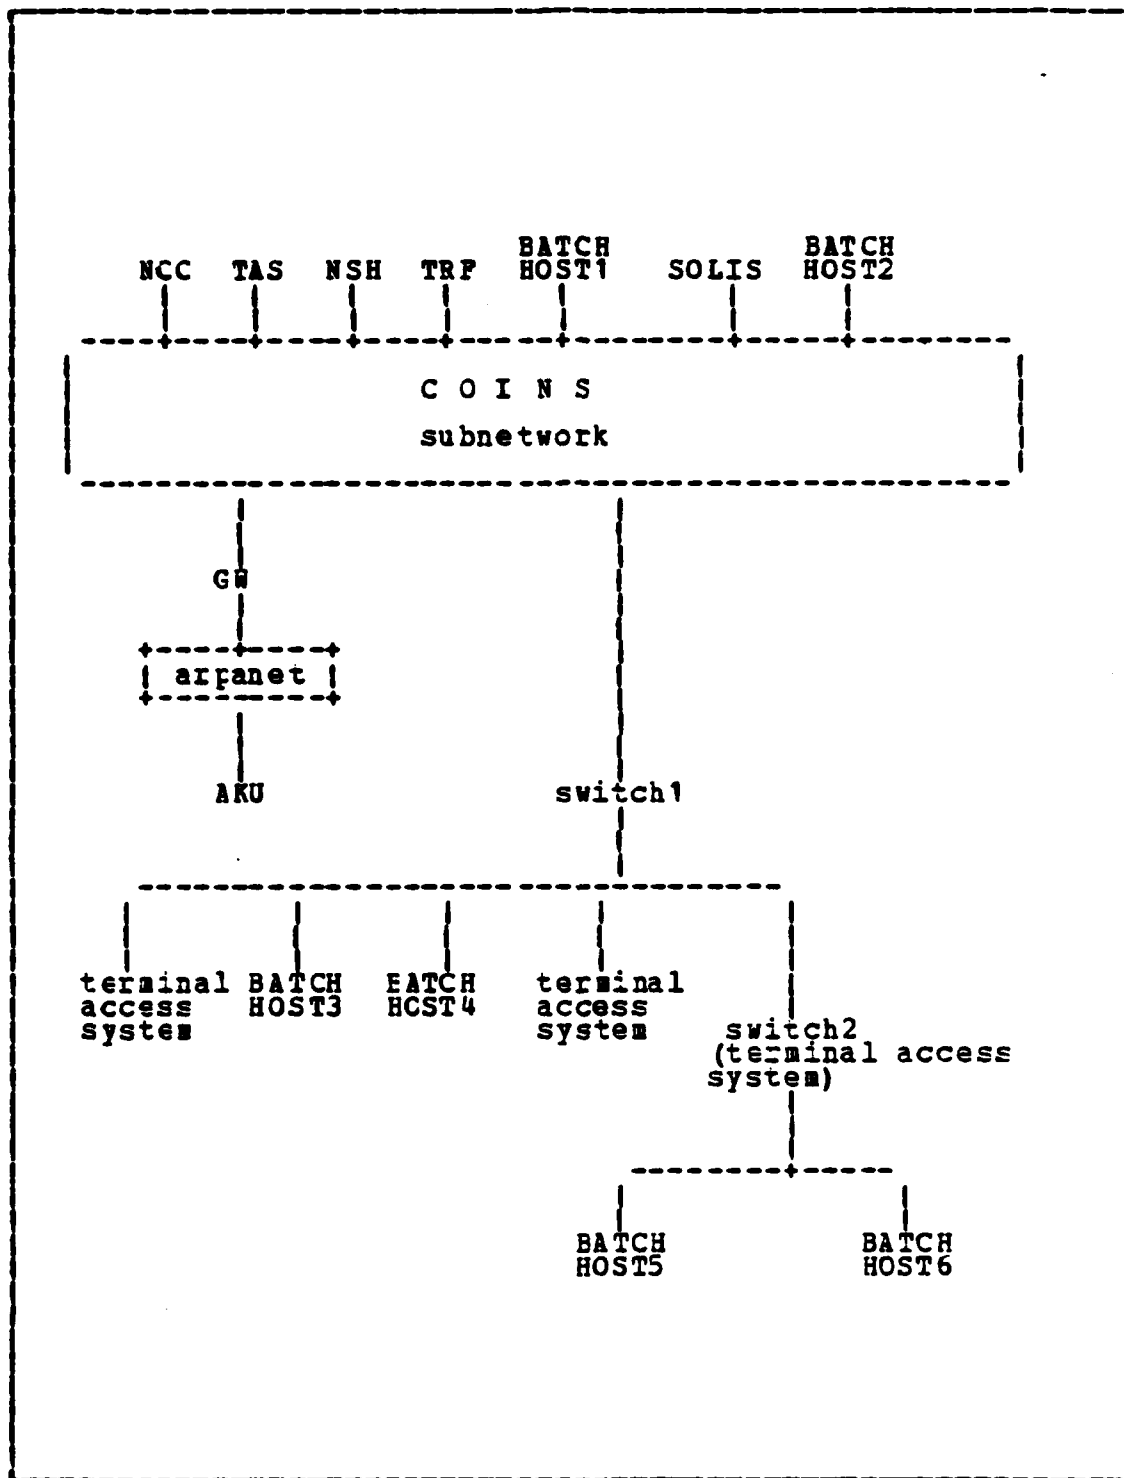 BATCH BATCH
NCC TAS NSH TRF HOST1 SOLIS HOST2
C O I N S
subnetwork
GW
arpanet
AKU switch1
terminal BATCH BATCH terminal
access HOST3 HOST4 access
system system
switch2
(terminal access
system)
BATCH BATCH
HOST5 HOST6